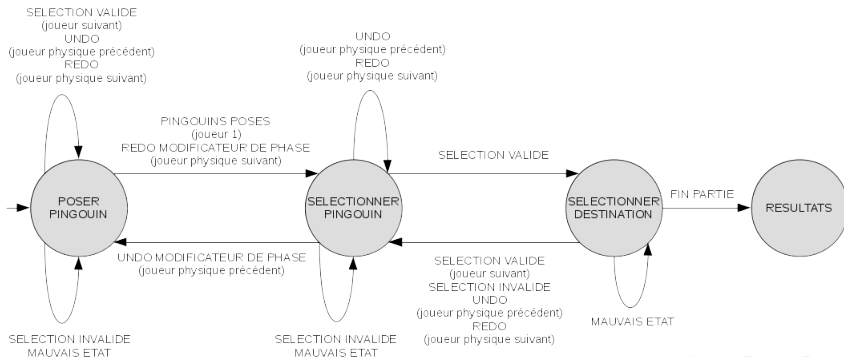 SELECTION VALIDE
(joueur suivant)
UNDO
(joueur physique précédent)
REDO
(joueur physique suivant)
UNDO
(joueur physique précédent)
REDO
(joueur physique suivant)
PINGOUINS POSES
(joueur 1)
REDO MODIFICATEUR DE PHASE
(joueur physique suivant)
SELECTION VALIDE
POSER
PINGOUIN
SELECTIONNER
PINGOUIN
SELECTIONNER
DESTINATION
FIN PARTIE
RESULTATS
UNDO MODIFICATEUR DE PHASE
(joueur physique précédent)
SELECTION VALIDE
(joueur suivant)
SELECTION INVALIDE
UNDO
(joueur physique précédent)
REDO
(joueur physique suivant)
MAUVAIS ETAT
SELECTION INVALIDE
MAUVAIS ETAT
SELECTION INVALIDE
MAUVAIS ETAT